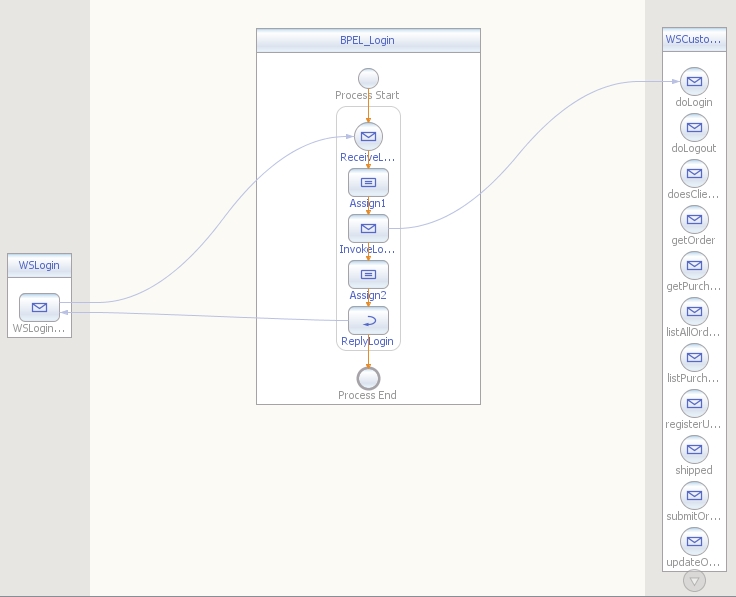 WSLogin
WSLogin...
BPEL_Login
Process Start
ReceiveL...
Assign1
InvokeLo...
Assign2
ReplyLogin
Process End
WSCusto...
doLogin
doLogout
doesClie...
getOrder
getPurch...
listAllOrd...
listPurch...
registerU...
shipped
submitOr...
updateO...